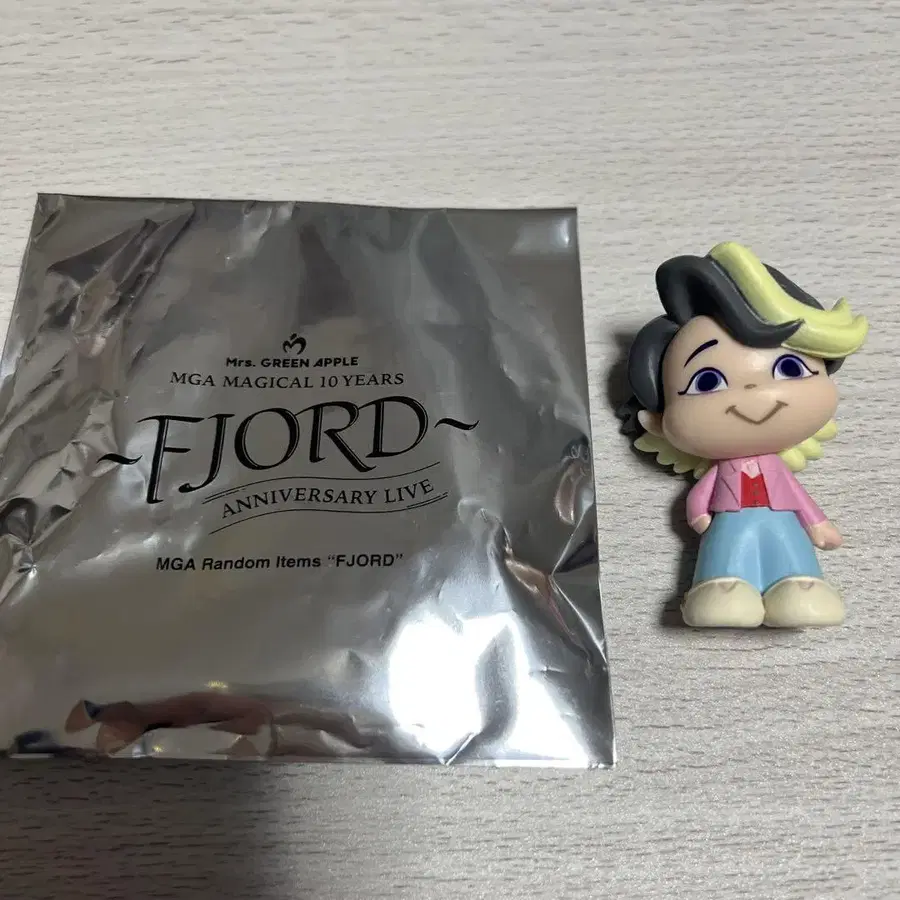 Mrs. GREEN APPLE
MGA MAGICAL 10 YEARS
~FJORD~
ANNIVERSARY LIVE
MGA Random Items "FJORD"